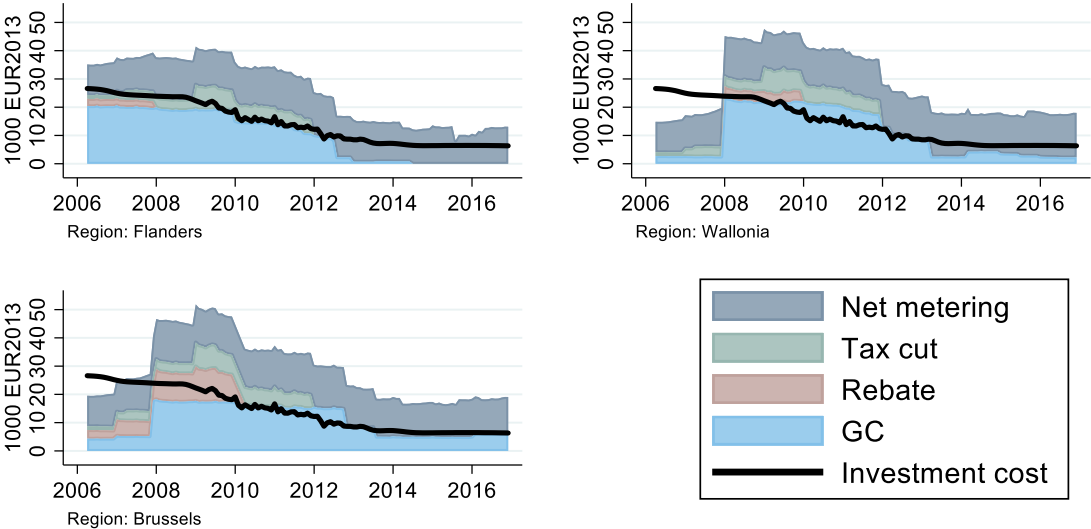 1000 EUR2013
0 10 20 30 40 50
2006 2008 2010 2012 2014 2016
Region: Flanders
1000 EUR2013
0 10 20 30 40 50
2006 2008 2010 2012 2014 2016
Region: Wallonia
1000 EUR2013
0 10 20 30 40 50
2006 2008 2010 2012 2014 2016
Region: Brussels
Net metering
Tax cut
Rebate
GC
Investment cost